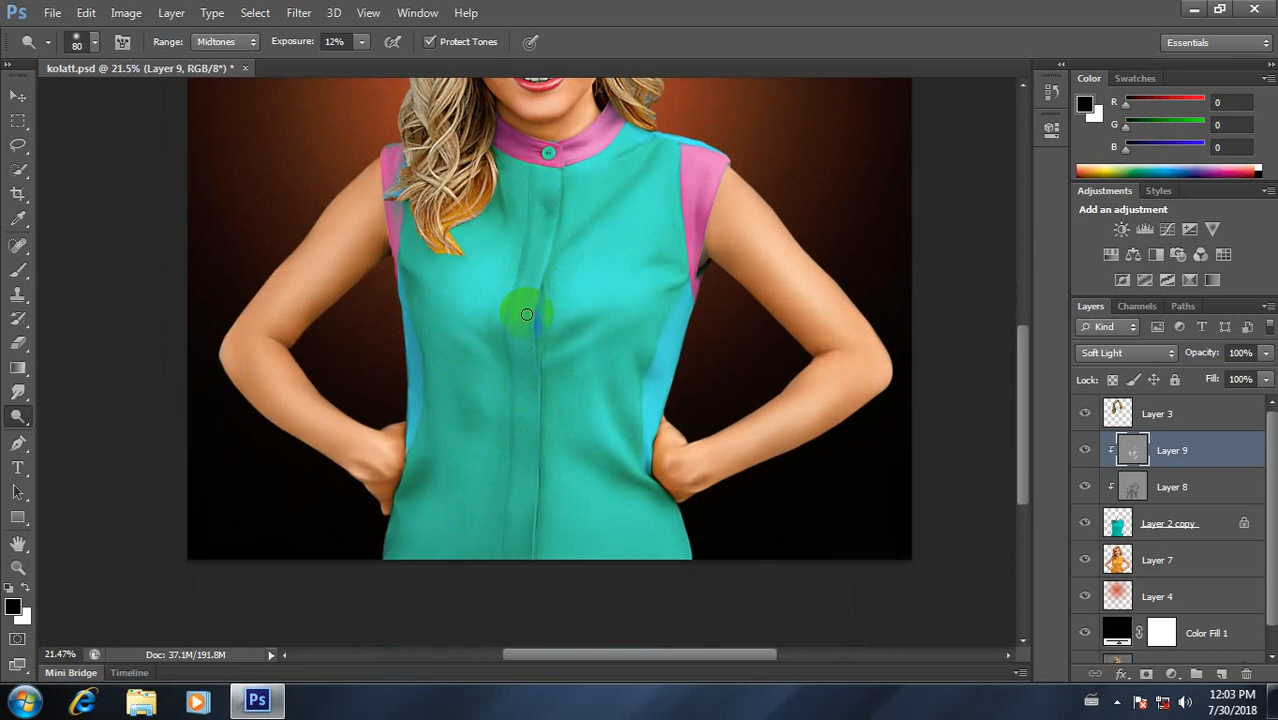 Ps File Edit Image Layer Type Select Filter 3D View Window Help
80 Range: Midtones Exposure: 12% Protect Tones Essentials
kolatt.psd @ 21.5% (Layer 9, RGB/8*) * ×
Color Swatches
R 0
G 0
B 0
Adjustments Styles
Add an adjustment
Layers Channels Paths
Kind
Soft Light Opacity: 100%
Lock: Fill: 100%
Layer 3
Layer 9
Layer 8
Layer 2 copy
Layer 7
Layer 4
Color Fill 1
21.47% Doc: 37.1M/191.8M
Mini Bridge Timeline
Ps
12:03 PM
7/30/2018